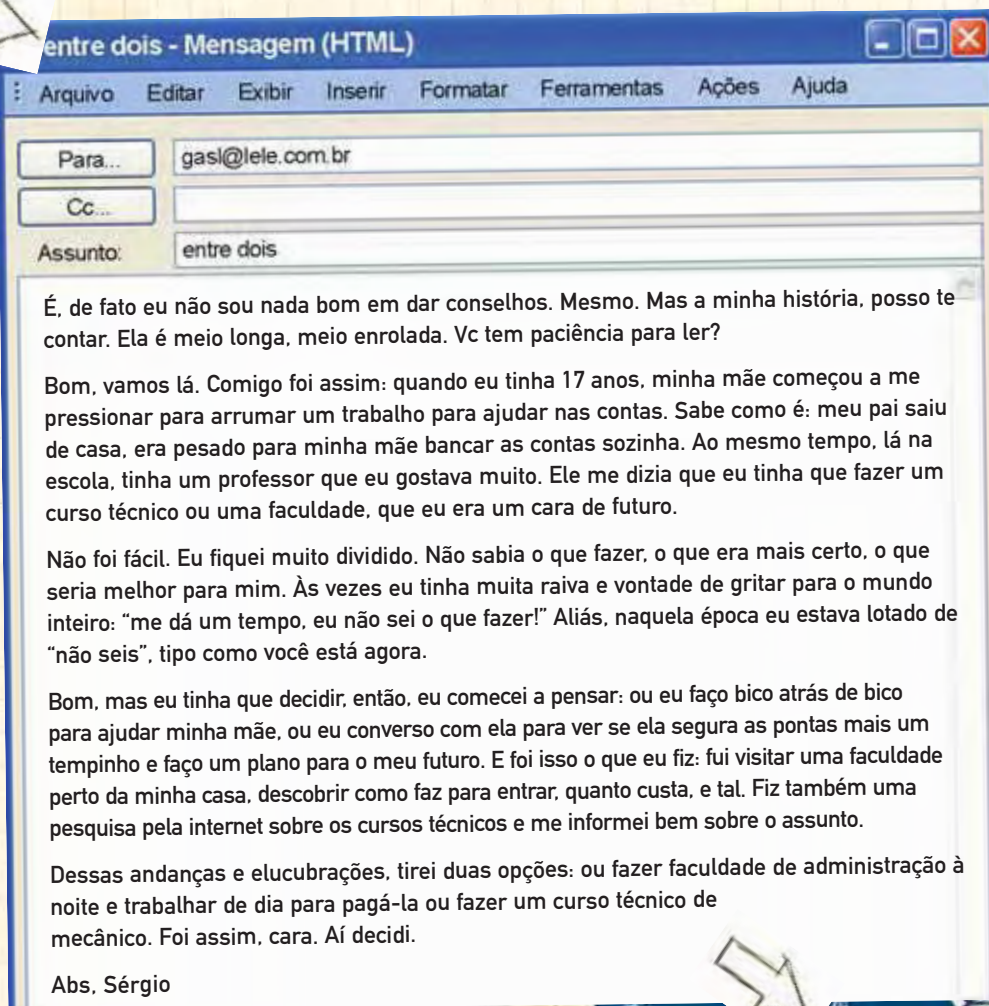 entre dois - Mensagem (HTML)
Arquivo Editar Exibir Inserir Formatar Ferramentas Ações Ajuda
Para... gasl@lele.com.br
Cc...
Assunto: entre dois
É, de fato eu não sou nada bom em dar conselhos. Mesmo. Mas a minha história, posso te
contar. Ela é meio longa, meio enrolada. Vc tem paciência para ler?
Bom, vamos lá. Comigo foi assim: quando eu tinha 17 anos, minha mãe começou a me
pressionar para arrumar um trabalho para ajudar nas contas. Sabe como é: meu pai saiu
de casa, era pesado para minha mãe bancar as contas sozinha. Ao mesmo tempo, lá na
escola, tinha um professor que eu gostava muito. Ele me dizia que eu tinha que fazer um
curso técnico ou uma faculdade, que eu era um cara de futuro.
Não foi fácil. Eu fiquei muito dividido. Não sabia o que fazer, o que era mais certo, o que
seria melhor para mim. Às vezes eu tinha muita raiva e vontade de gritar para o mundo
inteiro: “me dá um tempo, eu não sei o que fazer!” Aliás, naquela época eu estava lotado de
“não seis”, tipo como você está agora.
Bom, mas eu tinha que decidir, então, eu comecei a pensar: ou eu faço bico atrás de bico
para ajudar minha mãe, ou eu converso com ela para ver se ela segura as pontas mais um
tempinho e faço um plano para o meu futuro. E foi isso o que eu fiz: fui visitar uma faculdade
perto da minha casa, descobrir como faz para entrar, quanto custa, e tal. Fiz também uma
pesquisa pela internet sobre os cursos técnicos e me informei bem sobre o assunto.
Dessas andanças e elucubrações, tirei duas opções: ou fazer faculdade de administração à
noite e trabalhar de dia para pagá-la ou fazer um curso técnico de
mecânico. Foi assim, cara. Aí decidi.
Abs, Sérgio